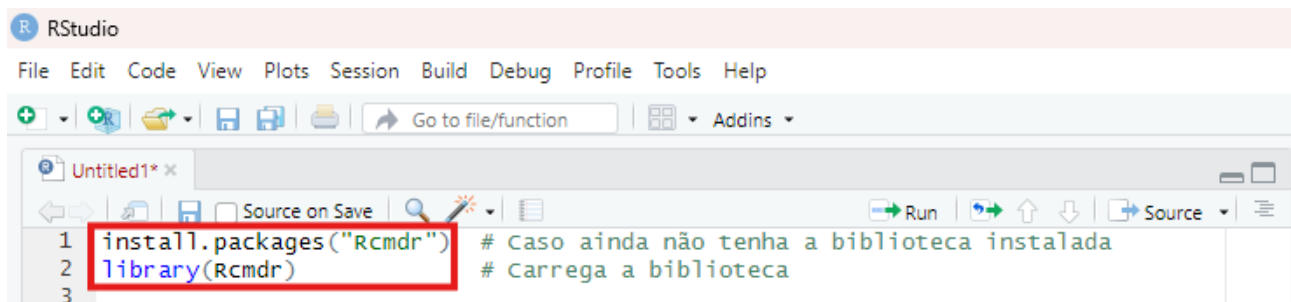 RStudio
File Edit Code View Plots Session Build Debug Profile Tools Help
Go to file/function Addins
Untitled1*
Source on Save Run Source
1 install.packages("Rcmdr") # Caso ainda não tenha a biblioteca instalada
2 library(Rcmdr) # Carrega a biblioteca
3